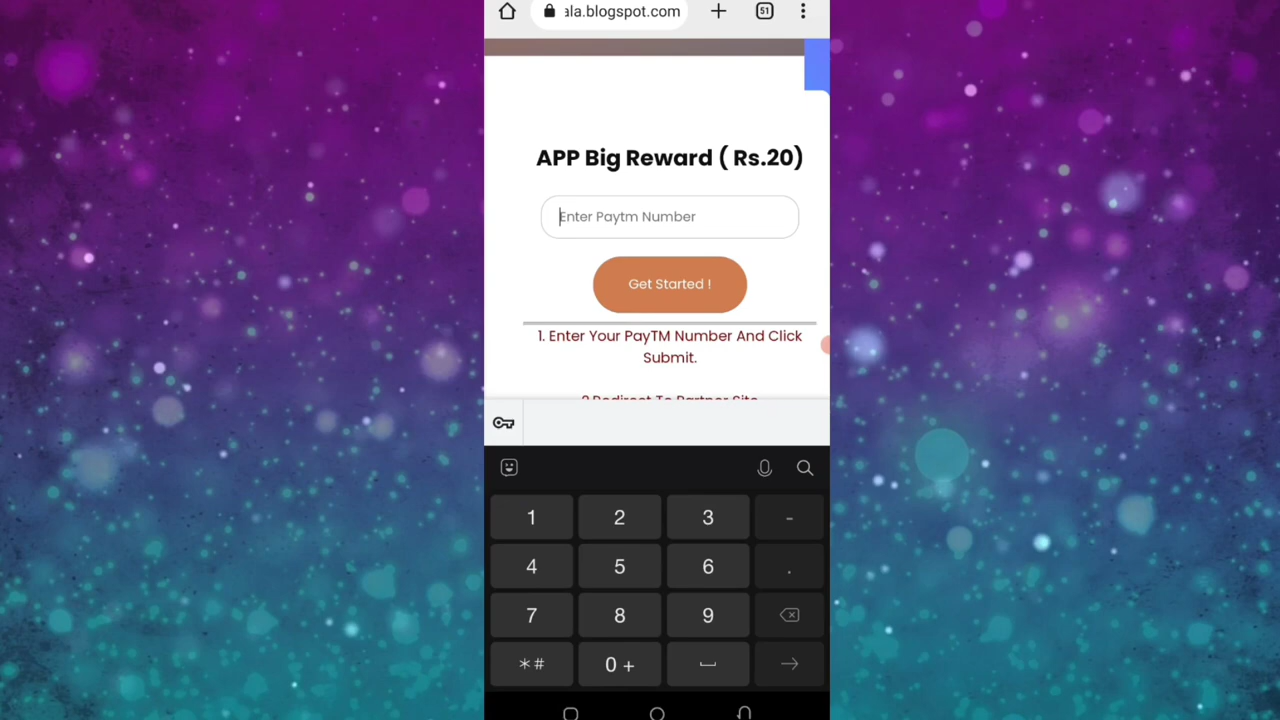 ala.blogspot.com
51
APP Big Reward ( Rs.20)
Enter Paytm Number
Get Started !
1. Enter Your PayTM Number And Click
Submit.
2.Redirect To Partner Site
1 2 3 -
4 5 6 .
7 8 9
*# 0 +